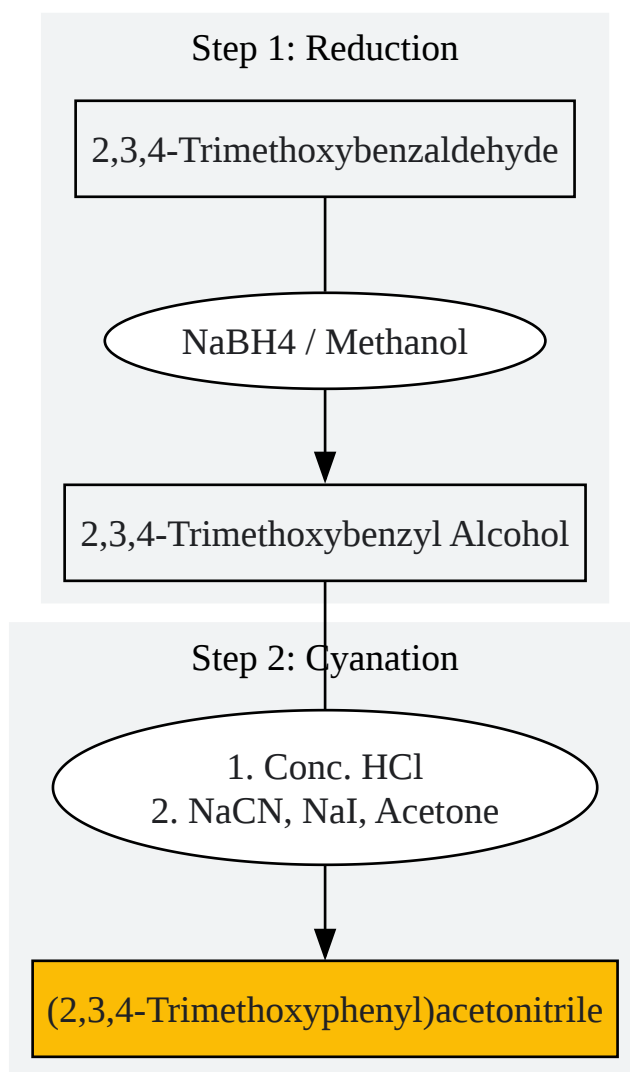 Step 1: Reduction
2,3,4-Trimethoxybenzaldehyde
NaBH4 / Methanol
2,3,4-Trimethoxybenzyl Alcohol
Step 2: Cyanation
1. Conc. HCl
2. NaCN, NaI, Acetone
(2,3,4-Trimethoxyphenyl)acetonitrile